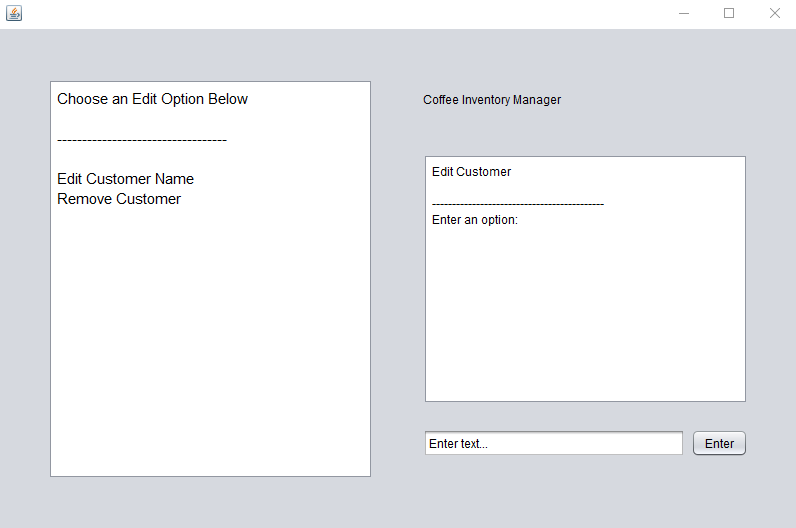 Choose an Edit Option Below
----------------------------------
Edit Customer Name
Remove Customer
Coffee Inventory Manager
Edit Customer
-------------------------------------------
Enter an option:
Enter text...
Enter